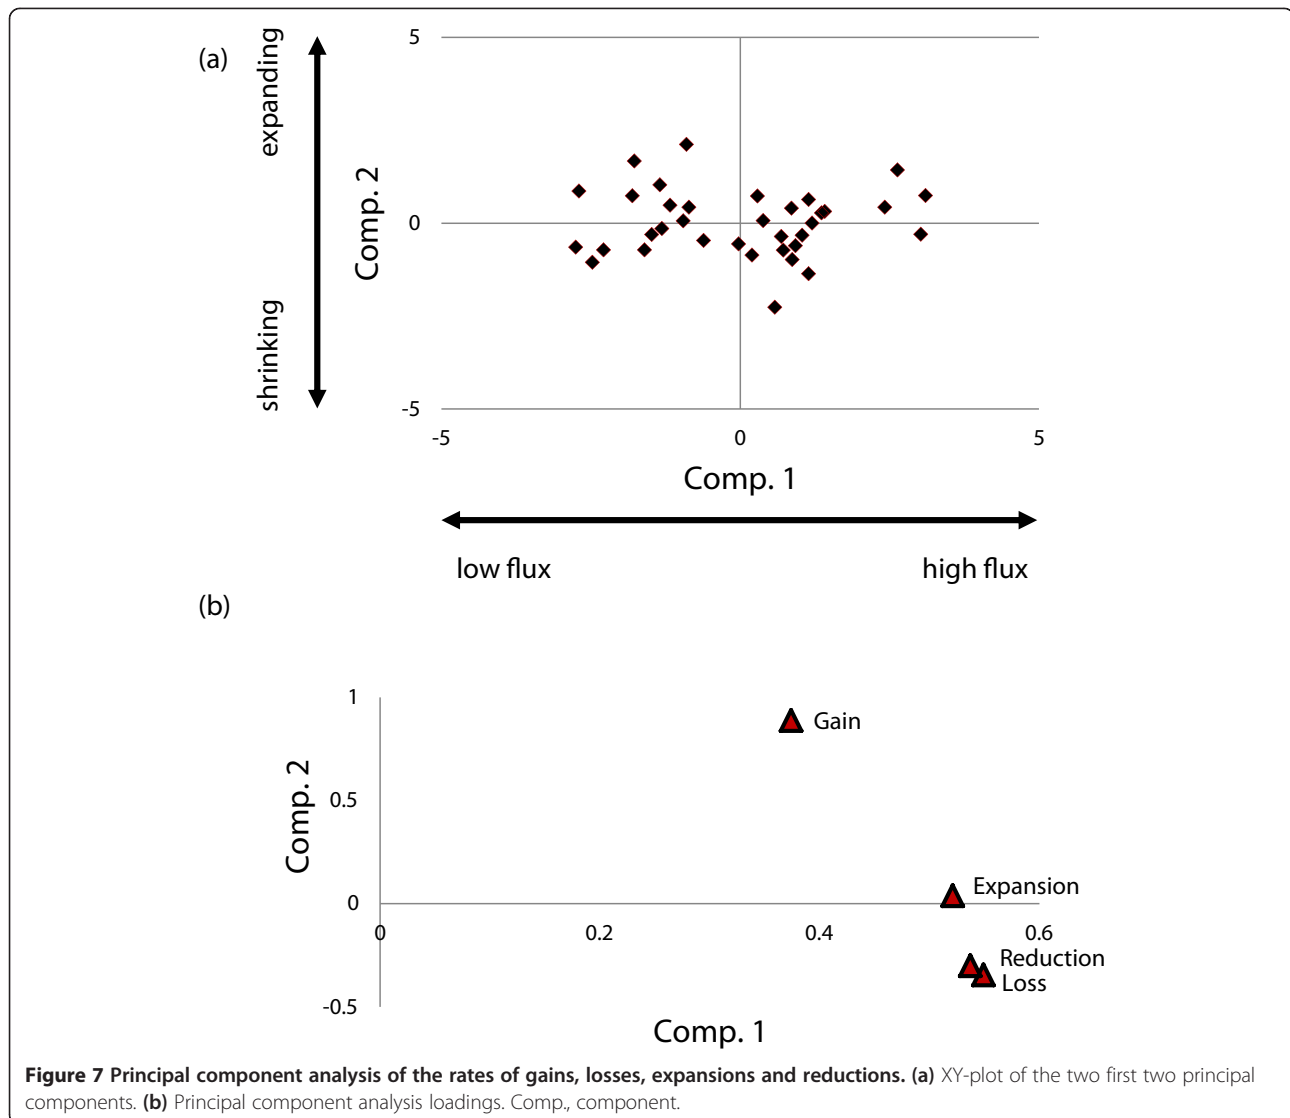 (a)
expanding
shrinking
Comp. 2
5
0
-5
-5 0 5
Comp. 1
low flux high flux
(b)
Comp. 2
1
0.5
0
-0.5
0 0.2 0.4 0.6
Gain
Expansion
Reduction
Loss
Comp. 1
Figure 7 Principal component analysis of the rates of gains, losses, expansions and reductions. (a) XY-plot of the two first two principal
components. (b) Principal component analysis loadings. Comp., component.